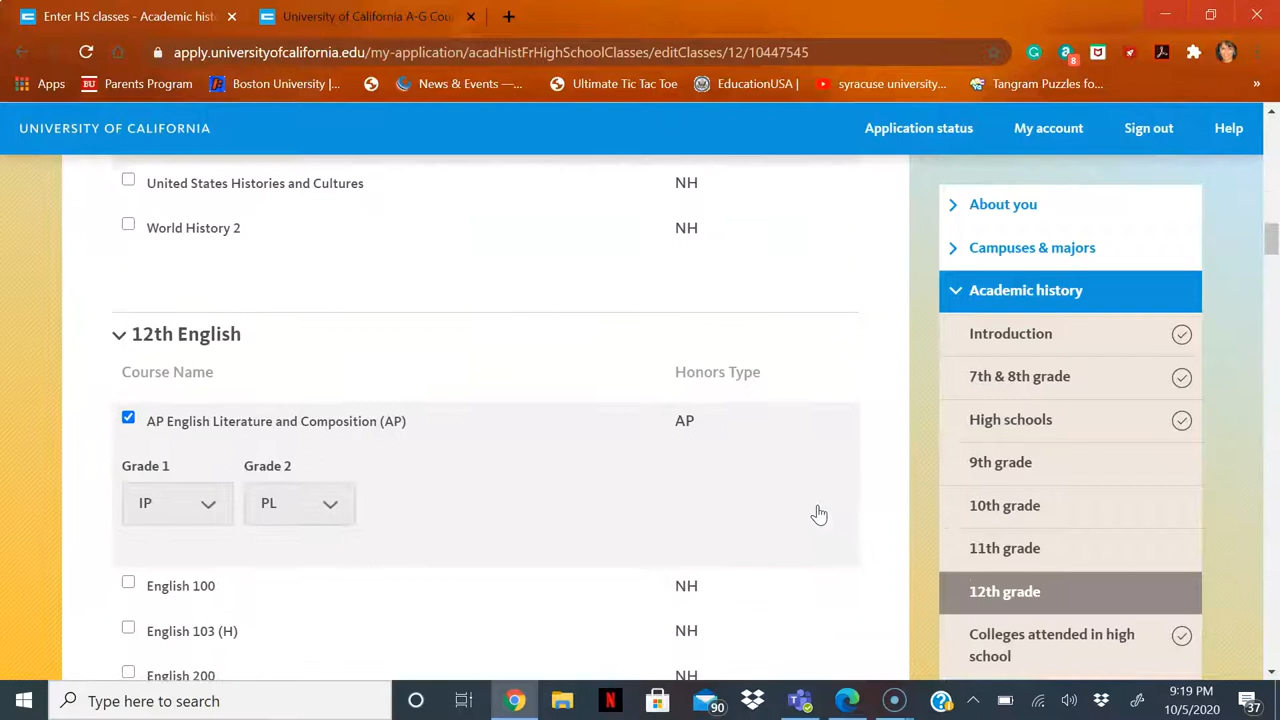 Enter HS classes - Academic hist
University of California A-G Cou
apply.universityofcalifornia.edu/my-application/acadHistFrHighSchoolClasses/editClasses/12/10447545
8
Apps
BU
Parents Program
Boston University |...
News & Events —...
Ultimate Tic Tac Toe
EducationUSA |
syracuse university...
Tangram Puzzles fo...
»
UNIVERSITY OF CALIFORNIA
Application status
My account
Sign out
Help
United States Histories and Cultures
NH
World History 2
NH
12th English
Course Name
Honors Type
AP English Literature and Composition (AP)
AP
Grade 1
Grade 2
IP
PL
English 100
NH
English 103 (H)
NH
English 200
NH
About you
Campuses & majors
Academic history
Introduction
7th & 8th grade
High schools
9th grade
10th grade
11th grade
12th grade
Colleges attended in high
school
Type here to search
N
90
9:19 PM
10/5/2020
37